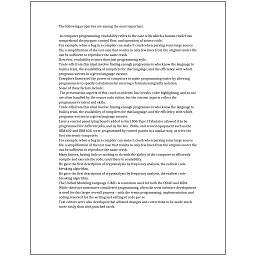 The following properties are among the most important:
In computer programming, readability refers to the ease with which a human reader can
comprehend the purpose, control flow, and operation of source code.
For example, when a bug in a compiler can make it crash when parsing some large source
file, a simplification of the test case that results in only few lines from the original source file
can be sufficient to reproduce the same crash.
However, readability is more than just programming style.
Trade-offs from this ideal involve finding enough programmers who know the language to
build a team, the availability of compilers for that language, and the efficiency with which
programs written in a given language execute.
Compilers harnessed the power of computers to make programming easier by allowing
programmers to specify calculations by entering a formula using infix notation.
Some of these factors include:
The presentation aspects of this (such as indents, line breaks, color highlighting, and so on)
are often handled by the source code editor, but the content aspects reflect the
programmer's talent and skills.
Trade-offs from this ideal involve finding enough programmers who know the language to
build a team, the availability of compilers for that language, and the efficiency with which
programs written in a given language execute.
Later a control panel (plug board) added to his 1906 Type I Tabulator allowed it to be
programmed for different jobs, and by the late 1940s, unit record equipment such as the
IBM 602 and IBM 604, were programmed by control panels in a similar way, as were the
first electronic computers.
For example, when a bug in a compiler can make it crash when parsing some large source
file, a simplification of the test case that results in only few lines from the original source file
can be sufficient to reproduce the same crash.
Many factors, having little or nothing to do with the ability of the computer to efficiently
compile and execute the code, contribute to readability.
He gave the first description of cryptanalysis by frequency analysis, the earliest code-
breaking algorithm.
He gave the first description of cryptanalysis by frequency analysis, the earliest code-
breaking algorithm.
The Unified Modeling Language (UML) is a notation used for both the OOAD and MDA.
While these are sometimes considered programming, often the term software development
is used for this larger overall process – with the terms programming, implementation, and
coding reserved for the writing and editing of code per se.
Text editors were also developed that allowed changes and corrections to be made much
more easily than with punched cards.